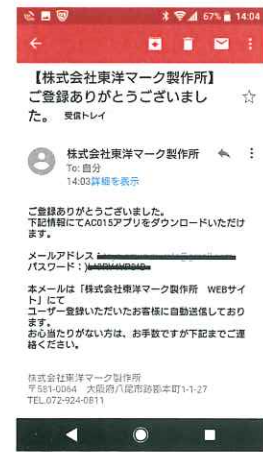 67% 14:04
【株式会社東洋マーク製作所】
ご登録ありがとうございまし
た。 受信トレイ
株式会社東洋マーク製作所
To: 自分
14:03詳細を表示
ご登録ありがとうございました。
下記情報にてAC015アプリをダウンロードいただけ
ます。
メールアドレス：
パスワード：
本メールは「株式会社東洋マーク製作所 WEBサイ
ト」にて
ユーザー登録いただいたお客様に自動送信しており
ます。
お心当たりがない方は、お手数ですが下記までご連
絡ください。
株式会社東洋マーク製作所
〒581-0064 大阪府八尾市跡部本町1-1-27
TEL.072-924-0811